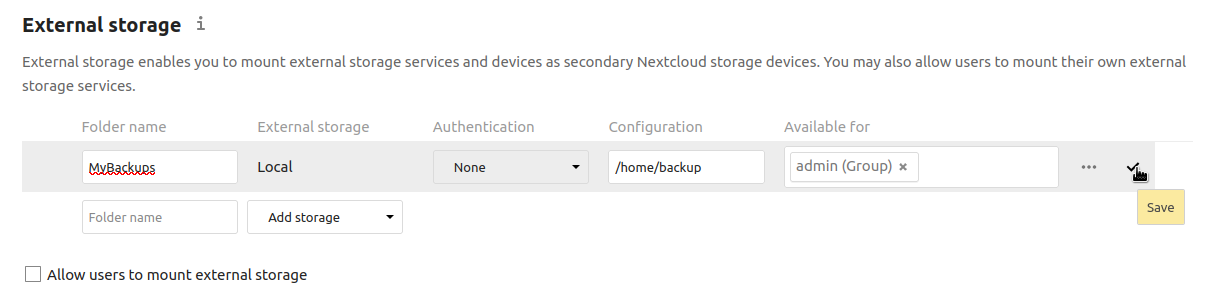 External storage i
External storage enables you to mount external storage services and devices as secondary Nextcloud storage devices. You may also allow users to mount their own external
storage services.
Folder name External storage Authentication Configuration Available for
MyBackups Local None /home/backup admin (Group) ×
Save
Folder name Add storage
Allow users to mount external storage